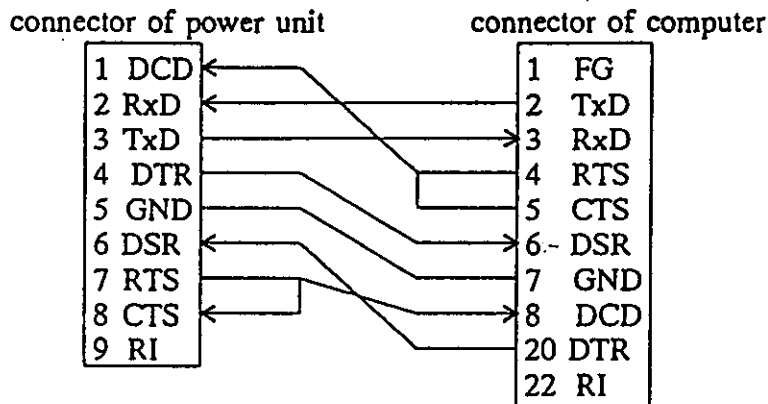 connector of power unit
connector of computer
1 DCD
2 RxD
3 TxD
4 DTR
5 GND
6 DSR
7 RTS
8 CTS
9 RI
1 FG
2 TxD
3 RxD
4 RTS
5 CTS
6 DSR
7 GND
8 DCD
20 DTR
22 RI